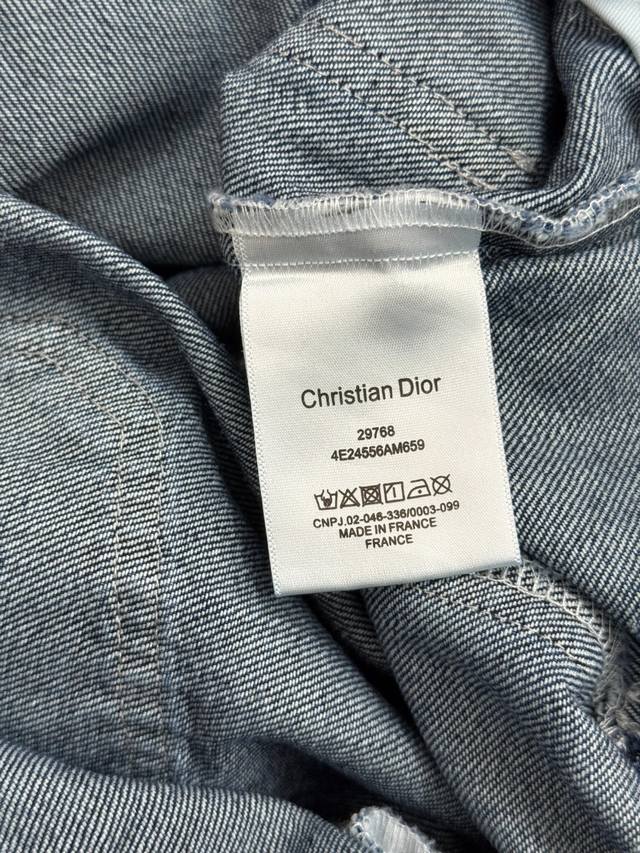 Christian Dior
29768
4E24556AM659
CNPJ.02-046-336/0003-099
MADE IN FRANCE
FRANCE